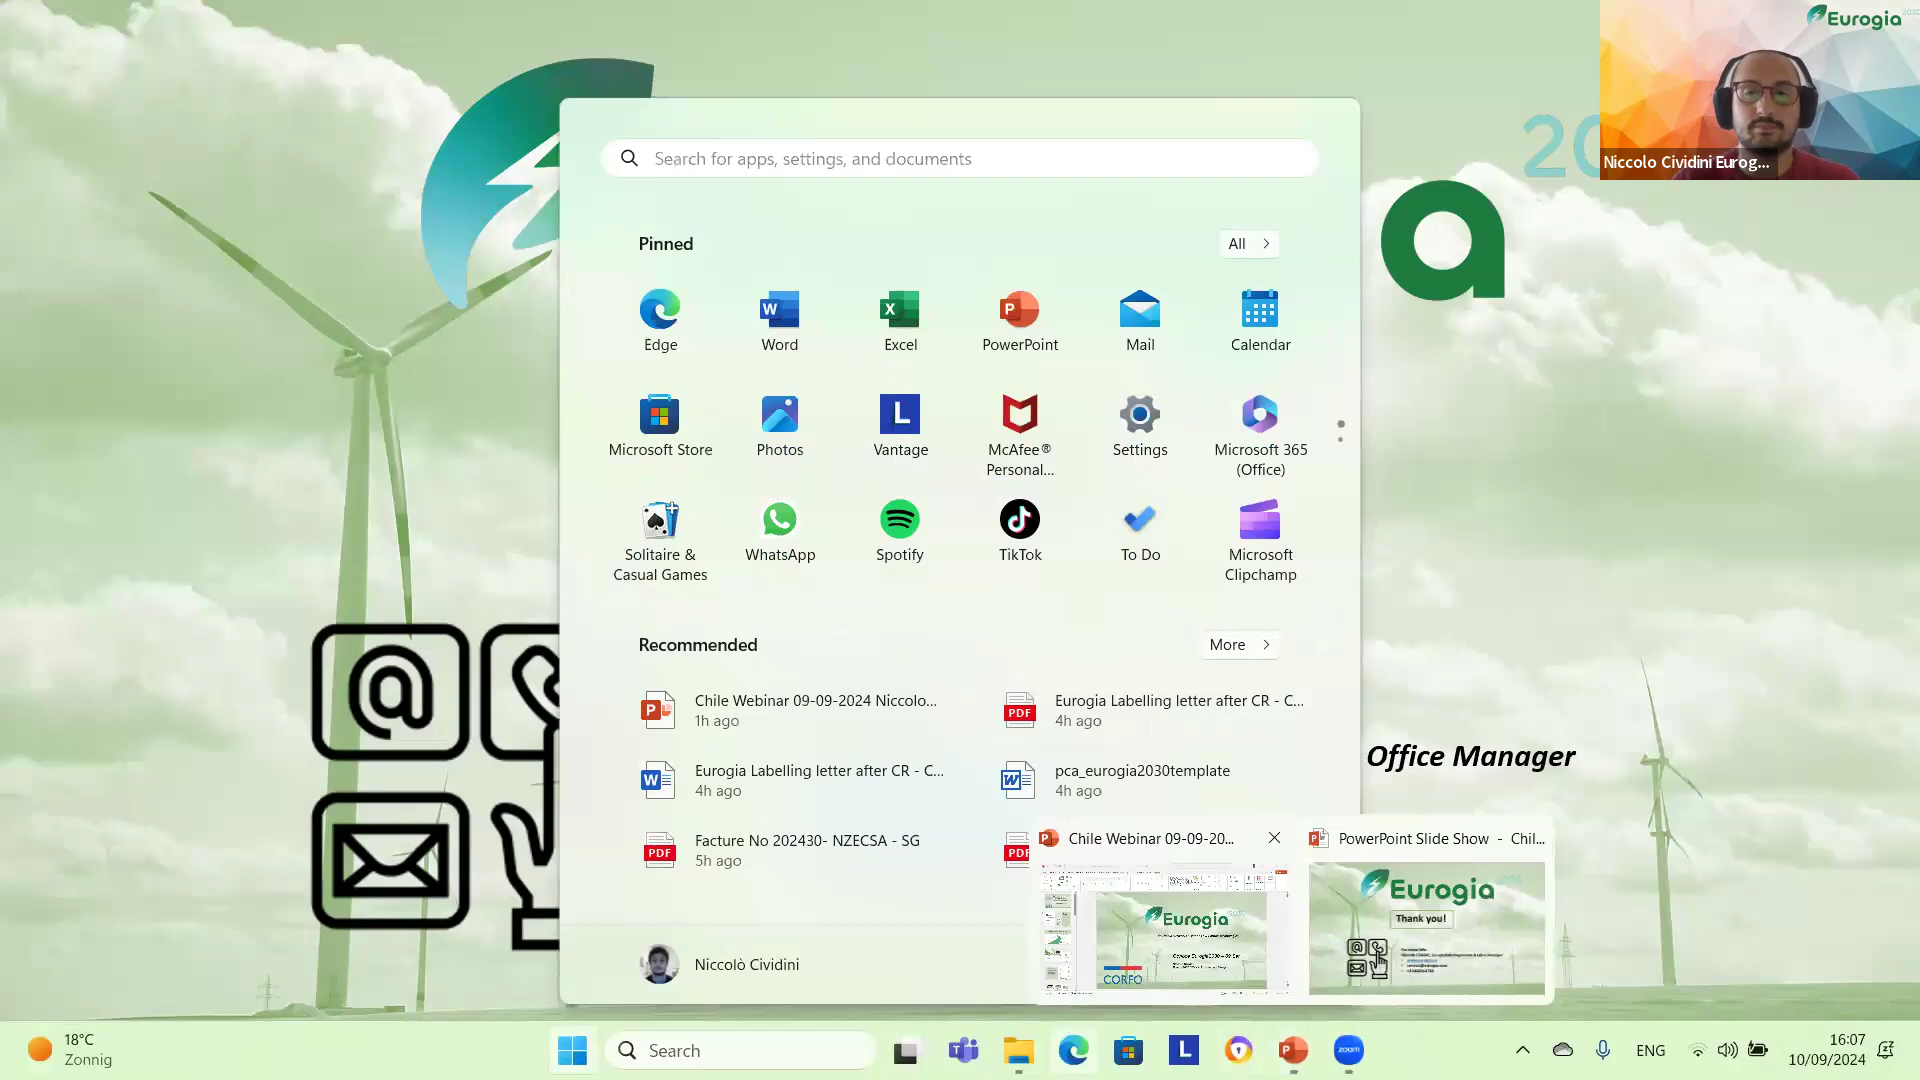 Eurogia 2030
Niccolo Cividini Eurog...
20
a
Search for apps, settings, and documents
Pinned
All
Edge
Word
Excel
PowerPoint
Mail
Calendar
Microsoft Store
Photos
Vantage
McAfee®
Personal...
Settings
Microsoft 365
(Office)
Solitaire &
Casual Games
WhatsApp
Spotify
TikTok
To Do
Microsoft
Clipchamp
Recommended
More
Chile Webinar 09-09-2024 Niccolo...
1h ago
Eurogia Labelling letter after CR - C...
4h ago
Eurogia Labelling letter after CR - C...
4h ago
pca_eurogia2030template
4h ago
Facture No 202430- NZECSA - SG
5h ago
Office Manager
Chile Webinar 09-09-20...
PowerPoint Slide Show - Chil...
Eurogia
CORFO
Eurogia
Thank you!
Niccolò Cividini
18°C
Zonnig
Search
zoom
ENG
16:07
10/09/2024